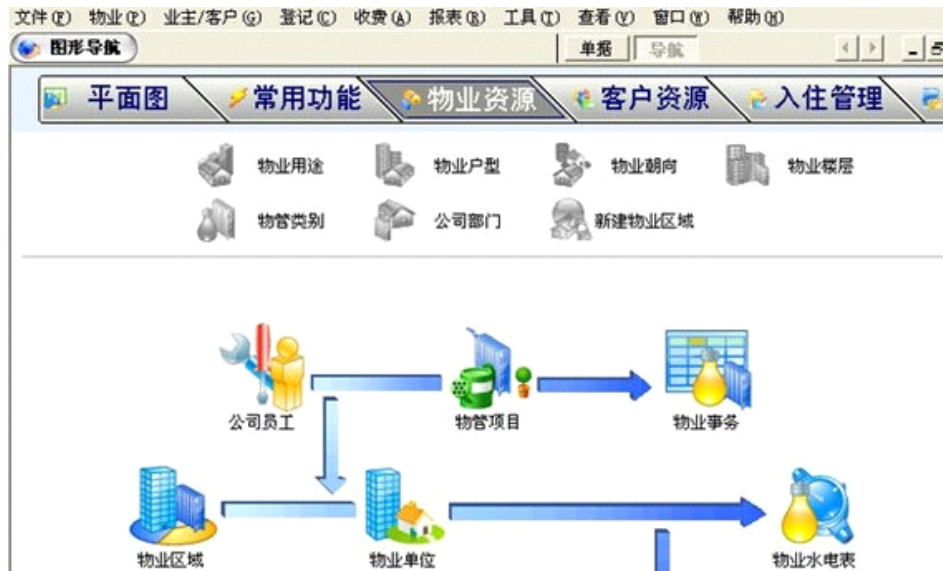 文件(F) 物业(P) 业主/客户(G) 登记(C) 收费(A) 报表(R) 工具(T) 查看(V) 窗口(W) 帮助(H)
图形导航 单据 导航
平面图 常用功能 物业资源 客户资源 入住管理
物业用途 物业户型 物业朝向 物业楼层
物管类别 公司部门 新建物业区域
公司员工 物管项目 物业事务
物业区域 物业单位 物业水电表